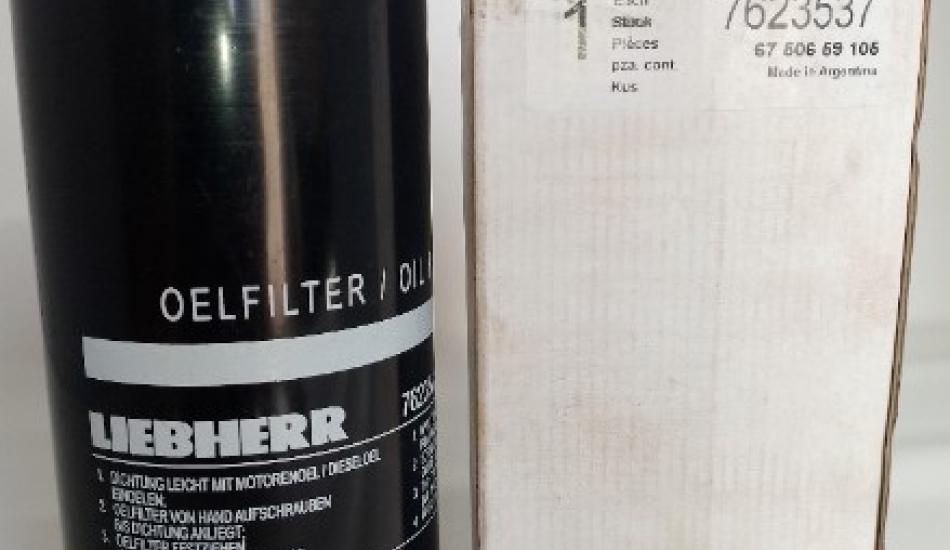 OELFILTER / OIL
LIEBHERR
1. DICHTUNG LEICHT MIT MOTORENOEL / DIESELOEL
EINOELEN;
2. OELFILTER VON HAND AUFSCHRAUBEN
BIS DICHTUNG ANLIEGT;
3. OELFILTER FESTZIEHEN
1
Each
Stück
Pièces
pza. cont.
Kus
7623537
67 506 59 105
Made in Argentina